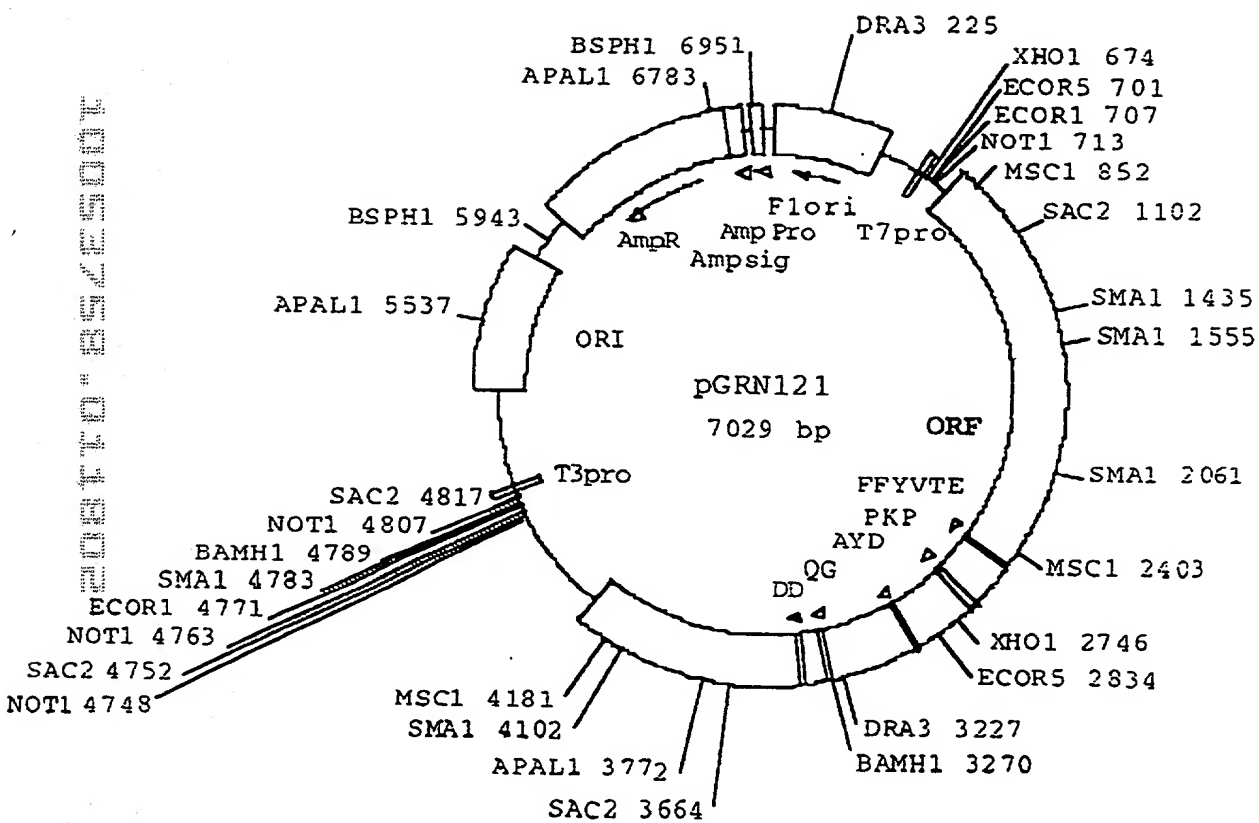 DRA3 225
BSPH1 6951
APAL1 6783
XHO1 674
ECOR5 701
ECOR1 707
NOT1 713
MSC1 852
SAC2 1102
SMA1 1435
SMA1 1555
SMA1 2061
MSC1 2403
XHO1 2746
ECOR5 2834
DRA3 3227
BAMH1 3270
SAC2 3664
APAL1 3772
SMA1 4102
MSC1 4181
NOT1 4748
SAC2 4752
NOT1 4763
ECOR1 4771
SMA1 4783
BAMH1 4789
NOT1 4807
SAC2 4817
T3pro
APAL1 5537
ORI
BSPH1 5943
AmpR
Ampsig
Amp Pro
F1ori
T7pro
pGRN121
7029 bp
ORF
FFYVTE
PKP
AYD
QG
DD
10053758.011802